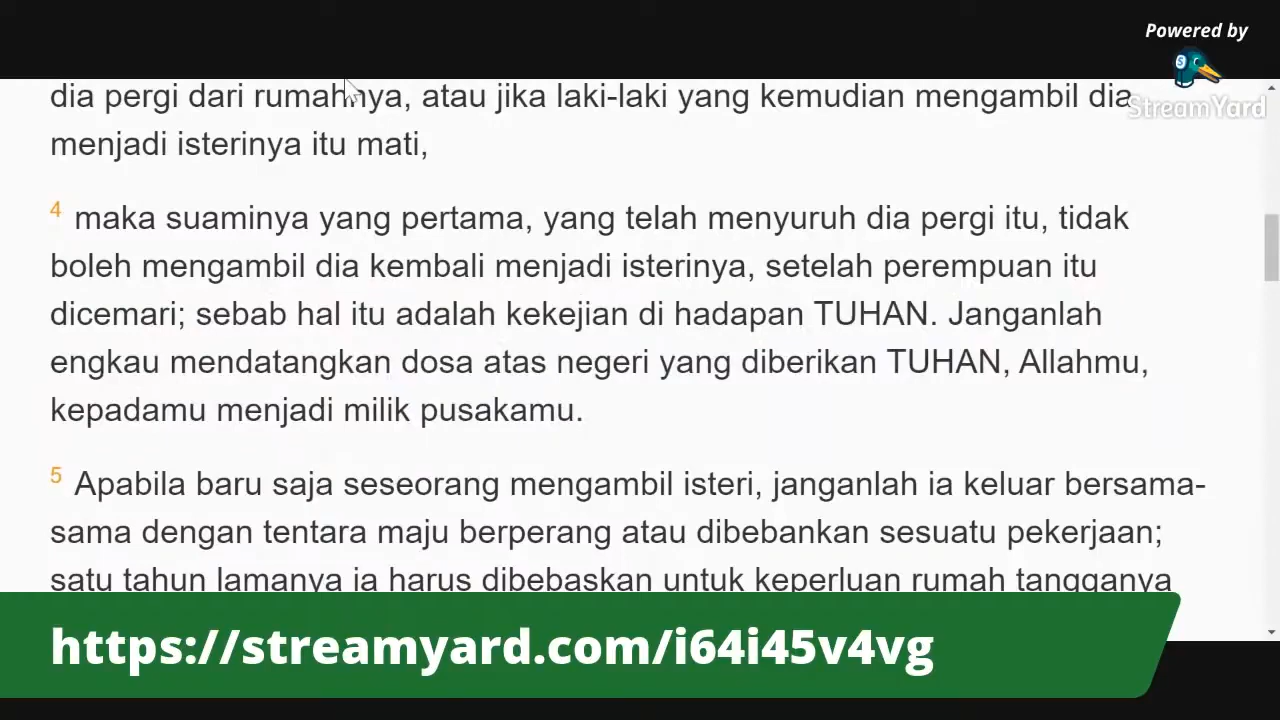 Powered by
StreamYard
dia pergi dari rumahnya, atau jika laki-laki yang kemudian mengambil dia
menjadi isterinya itu mati,
4 maka suaminya yang pertama, yang telah menyuruh dia pergi itu, tidak
boleh mengambil dia kembali menjadi isterinya, setelah perempuan itu
dicemari; sebab hal itu adalah kekejian di hadapan TUHAN. Janganlah
engkau mendatangkan dosa atas negeri yang diberikan TUHAN, Allahmu,
kepadamu menjadi milik pusakamu.
5 Apabila baru saja seseorang mengambil isteri, janganlah ia keluar bersama-
sama dengan tentara maju berperang atau dibebankan sesuatu pekerjaan;
satu tahun lamanya ia harus dibebaskan untuk keperluan rumah tangganya
https://streamyard.com/i64i45v4vg